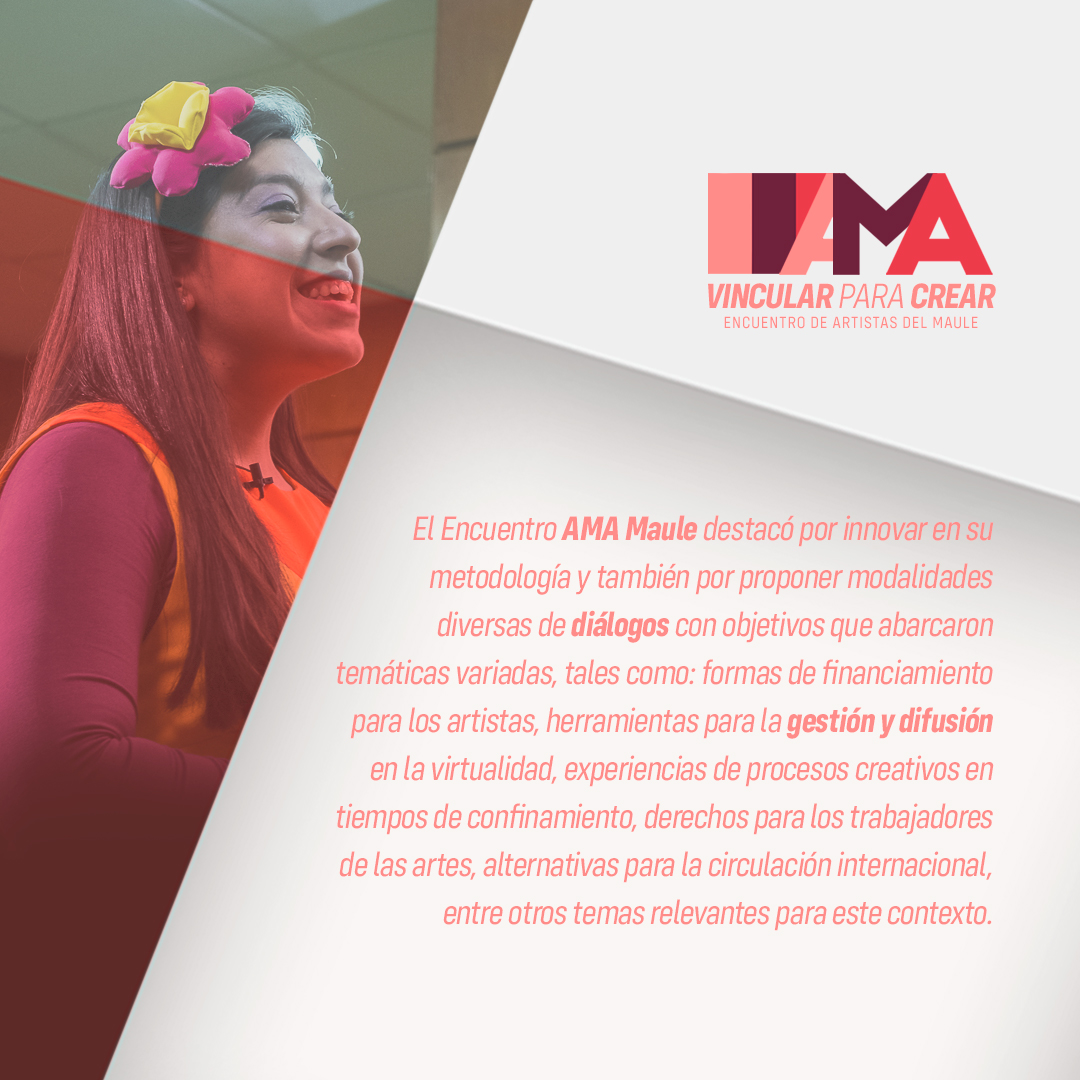 AMA
VINCULAR PARA CREAR
ENCUENTRO DE ARTISTAS DEL MAULE
El Encuentro AMA Maule destacó por innovar en su
metodología y también por proponer modalidades
diversas de diálogos con objetivos que abarcaron
temáticas variadas, tales como: formas de financiamiento
para los artistas, herramientas para la gestión y difusión
en la virtualidad, experiencias de procesos creativos en
tiempos de confinamiento, derechos para los trabajadores
de las artes, alternativas para la circulación internacional,
entre otros temas relevantes para este contexto.